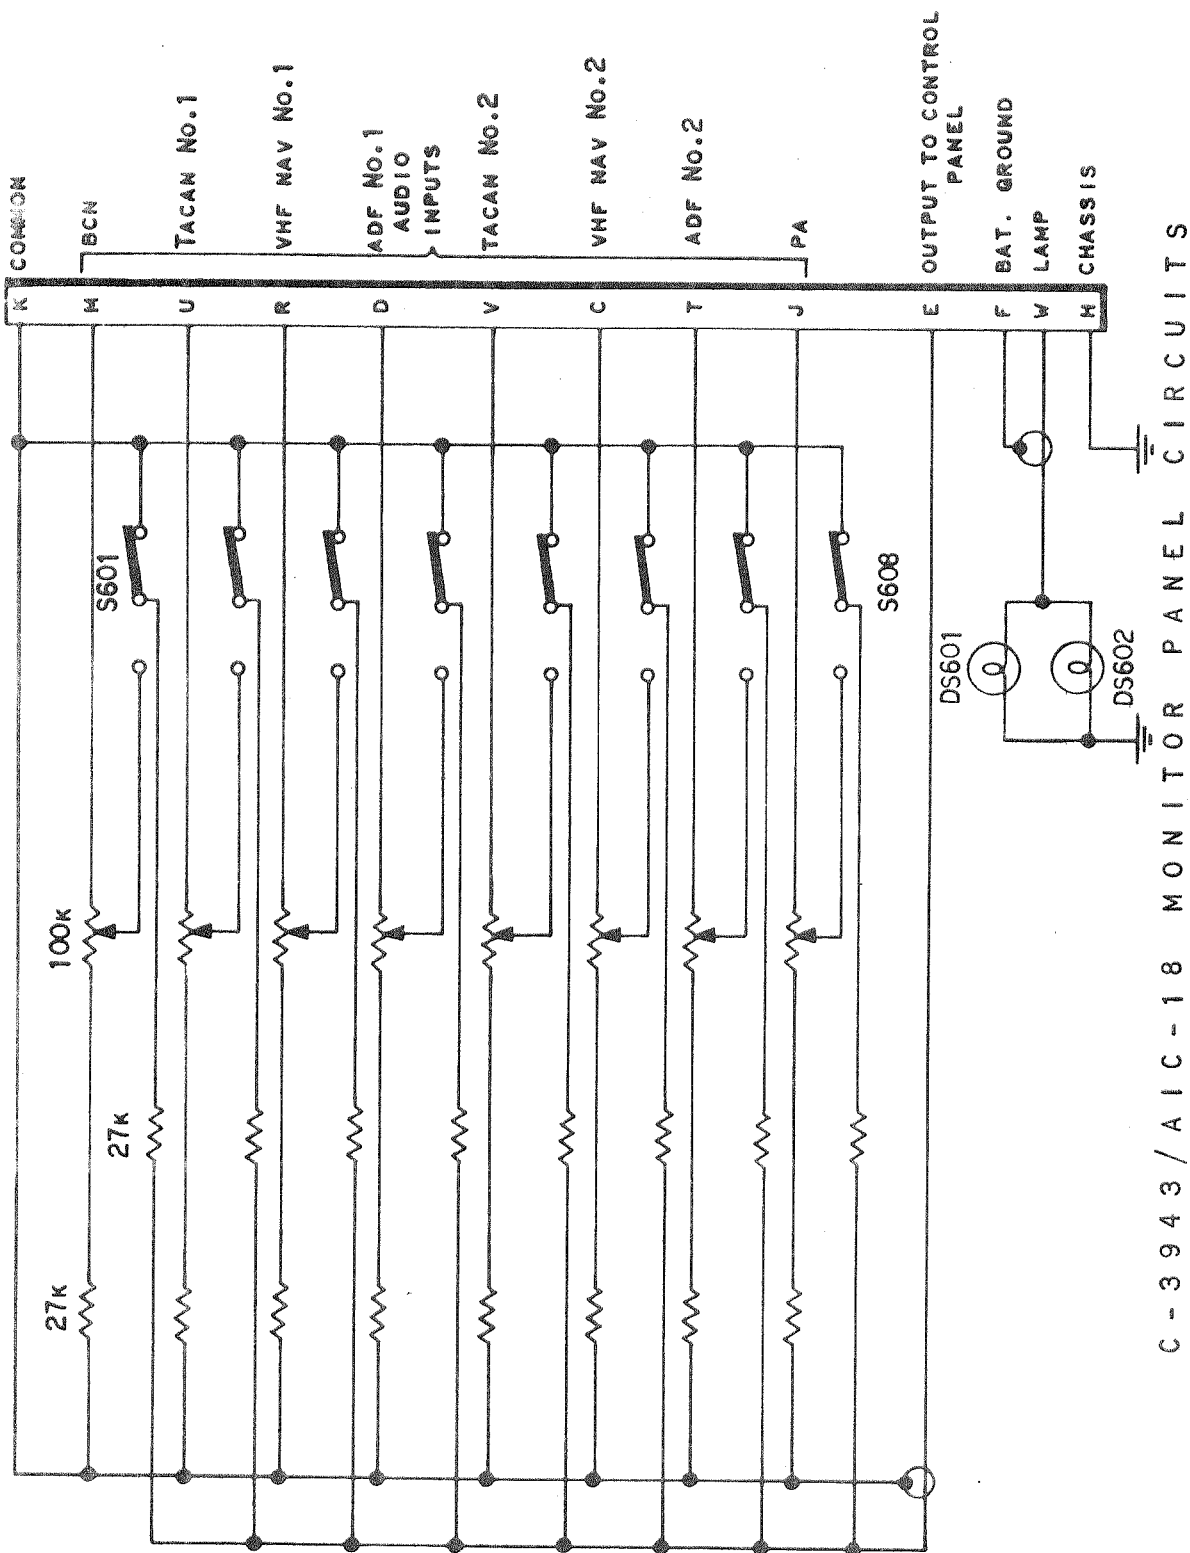 COMMON
BCN
TACAN No.1
VHF NAV No.1
ADF No.1
AUDIO
INPUTS
TACAN No.2
VHF NAV No.2
ADF No.2
PA
OUTPUT TO CONTROL
PANEL
BAT. GROUND
LAMP
CHASSIS
K
M
U
R
D
V
C
T
J
E
F
W
H
S601
S608
100K
27K
27K
DS601
DS602
C-3943/AIC-18 MONITOR PANEL CIRCUITS